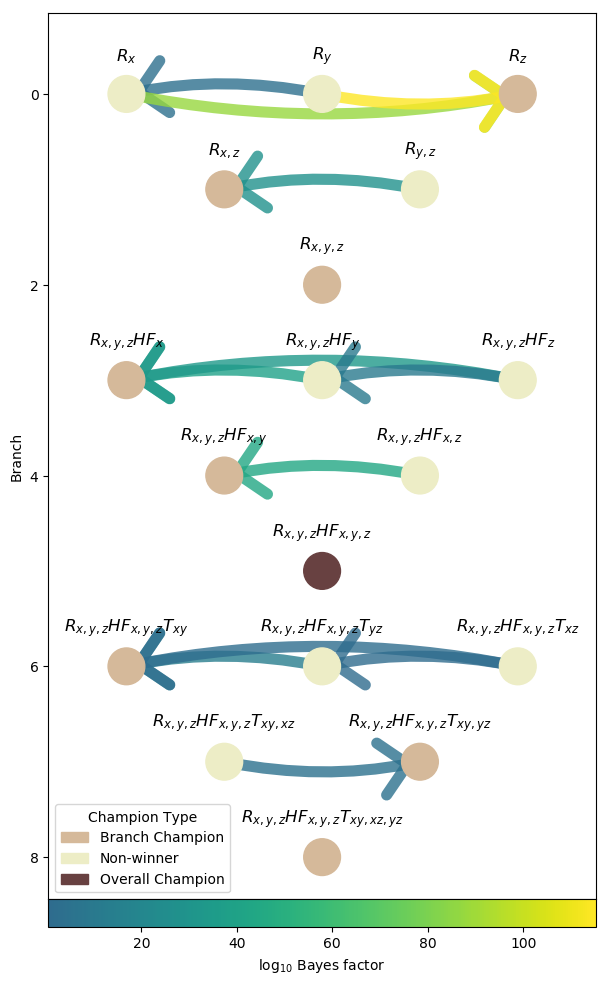 R_x R_y R_z
0
R_{x,z} R_{y,z}
R_{x,y,z}
2
R_{x,y,z}HF_x R_{x,y,z}HF_y R_{x,y,z}HF_z
R_{x,y,z}HF_{x,y} R_{x,y,z}HF_{x,z}
Branch
4
R_{x,y,z}HF_{x,y,z}
R_{x,y,z}HF_{x,y,z}T_{xy} R_{x,y,z}HF_{x,y,z}T_{yz} R_{x,y,z}HF_{x,y,z}T_{xz}
6
R_{x,y,z}HF_{x,y,z}T_{xy,xz} R_{x,y,z}HF_{x,y,z}T_{xy,yz}
R_{x,y,z}HF_{x,y,z}T_{xy,xz,yz}
Champion Type
Branch Champion
Non-winner
Overall Champion
8
20 40 60 80 100
log_{10} Bayes factor